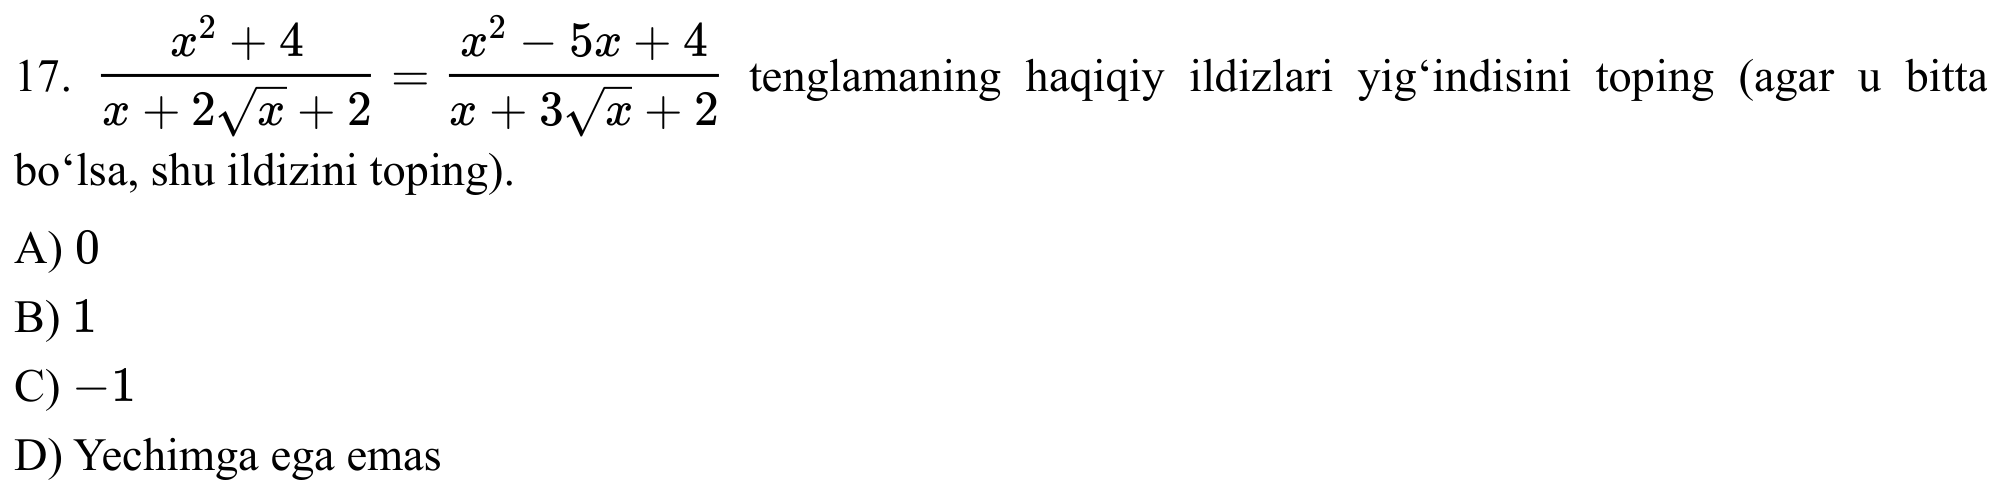 17. $\frac{x^2+4}{x+2\sqrt{x}+2} = \frac{x^2-5x+4}{x+3\sqrt{x}+2}$ tenglamaning haqiqiy ildizlari yig‘indisini toping (agar u bitta
bo‘lsa, shu ildizini toping).
A) 0
B) 1
C) −1
D) Yechimga ega emas